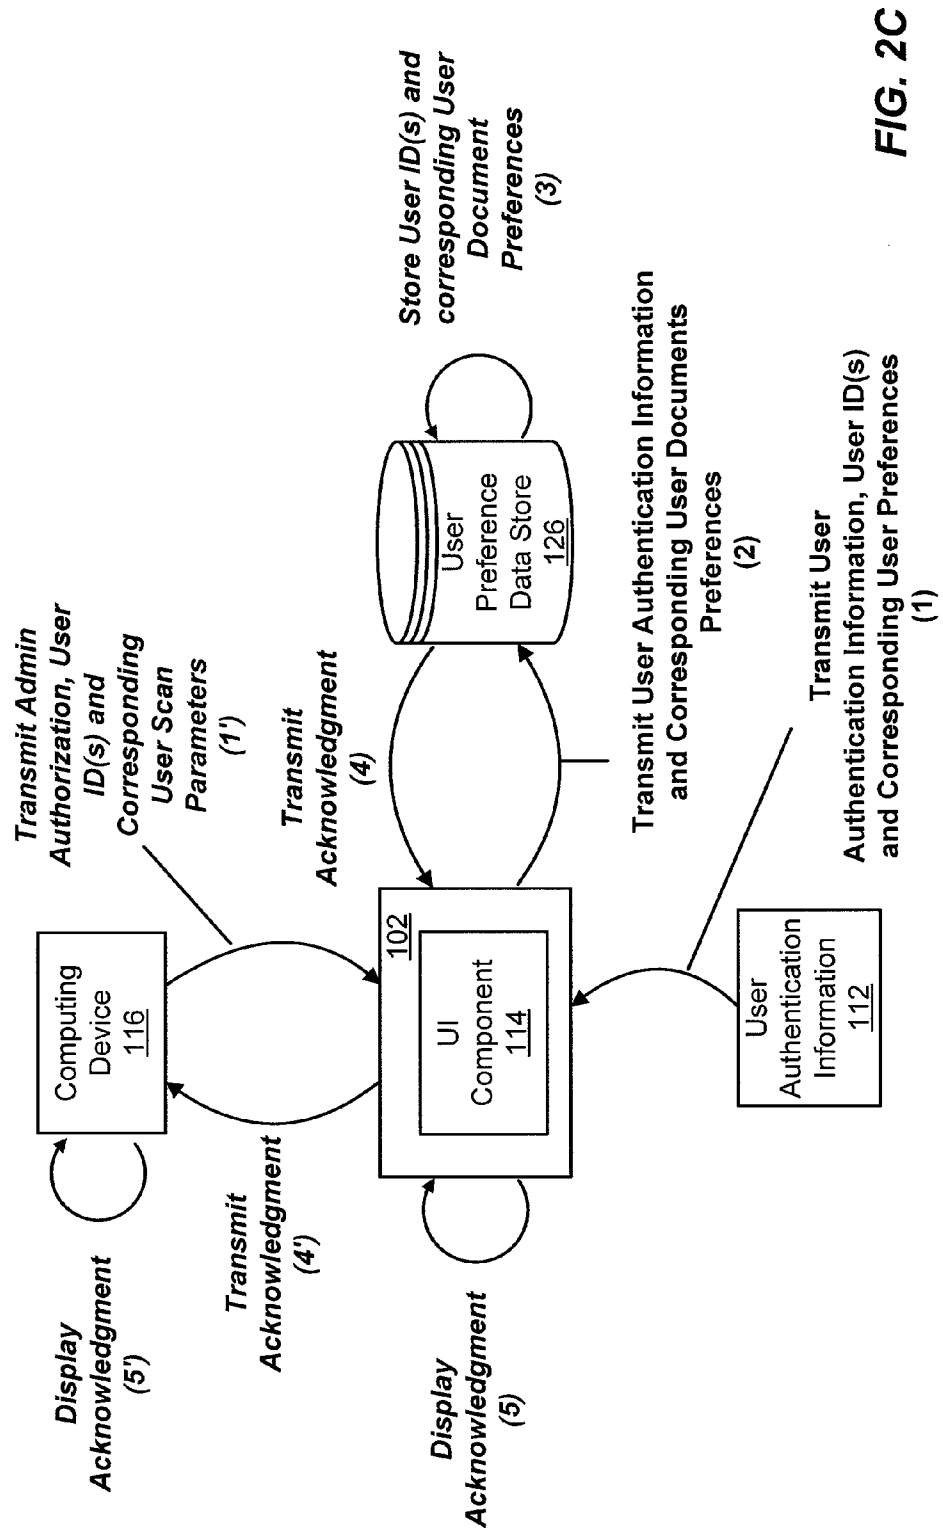 Display
Acknowledgment
(5')
Computing
Device
116
Transmit Admin
Authorization, User
ID(s) and
Corresponding
User Scan
Parameters
(1')
Transmit
Acknowledgment
(4')
Transmit
Acknowledgment
(4)
Store User ID(s) and
corresponding User
Document
Preferences
(3)
Display
Acknowledgment
(5)
102
UI
Component
114
User
Preference
Data Store
126
Transmit User Authentication Information
and Corresponding User Documents
Preferences
(2)
User
Authentication
Information
112
Transmit User
Authentication Information, User ID(s)
and Corresponding User Preferences
(1)
FIG. 2C